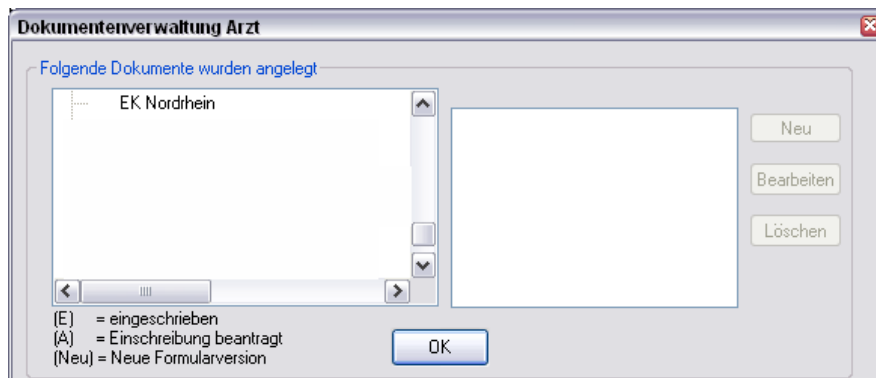 Dokumentenverwaltung Arzt
Folgende Dokumente wurden angelegt
EK Nordrhein
Neu
Bearbeiten
Löschen
(E) = eingeschrieben
(A) = Einschreibung beantragt
(Neu) = Neue Formularversion
OK